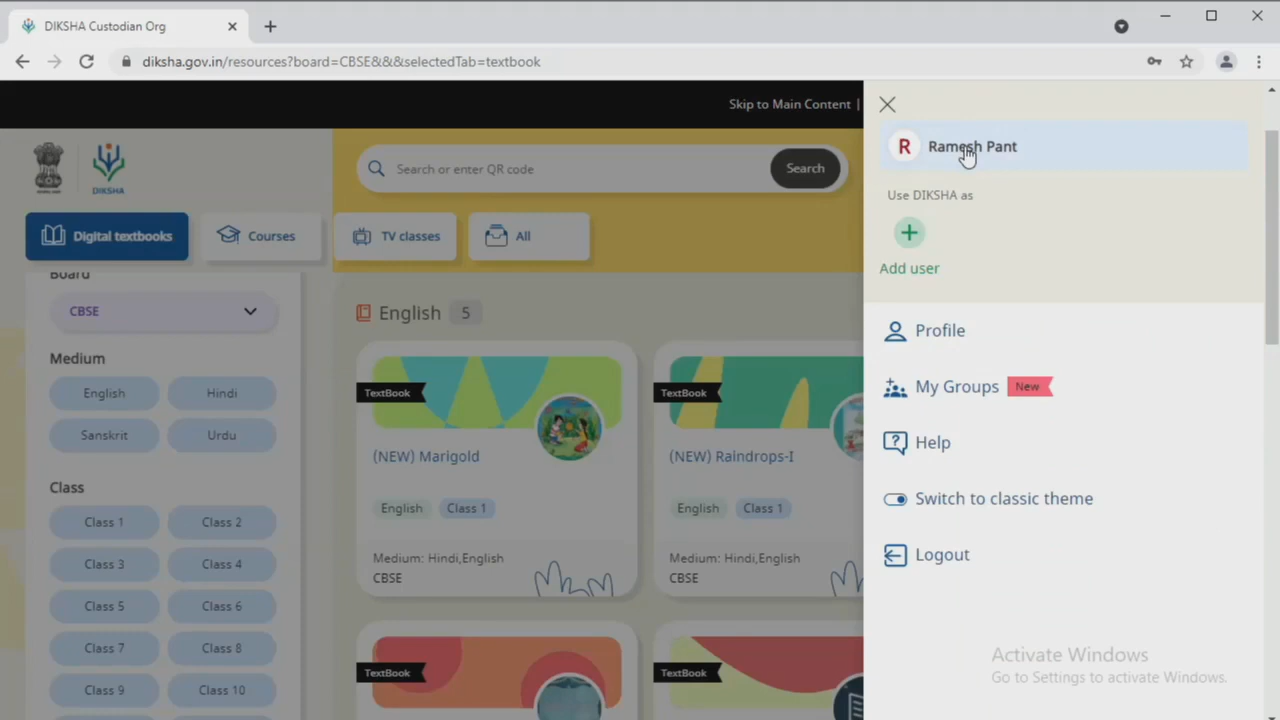 DIKSHA Custodian Org
diksha.gov.in/resources?board=CBSE&&&selectedTab=textbook
Skip to Main Content |
DIKSHA
Search or enter QR code
Search
Digital textbooks
Courses
TV classes
All
Board
CBSE
Medium
English
Hindi
Sanskrit
Urdu
Class
Class 1
Class 2
Class 3
Class 4
Class 5
Class 6
Class 7
Class 8
Class 9
Class 10
English 5
TextBook
(NEW) Marigold
English Class 1
Medium: Hindi,English
CBSE
TextBook
(NEW) Raindrops-I
English Class 1
Medium: Hindi,English
CBSE
TextBook
TextBook
R Ramesh Pant
Use DIKSHA as
Add user
Profile
My Groups New
Help
Switch to classic theme
Logout
Activate Windows
Go to Settings to activate Windows.